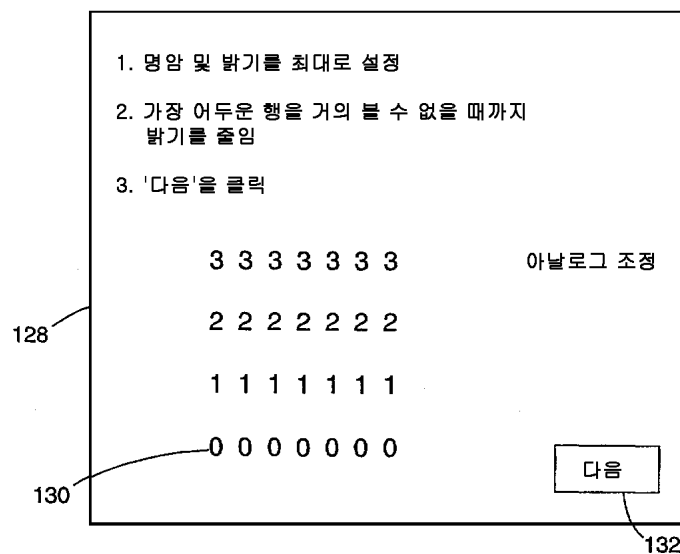 1. 명암 및 밝기를 최대로 설정
2. 가장 어두운 행을 거의 볼 수 없을 때까지
밝기를 줄임
3. '다음'을 클릭
3 3 3 3 3 3 3 아날로그 조정
2 2 2 2 2 2 2
128
1 1 1 1 1 1 1
0 0 0 0 0 0 0
다음
130
132